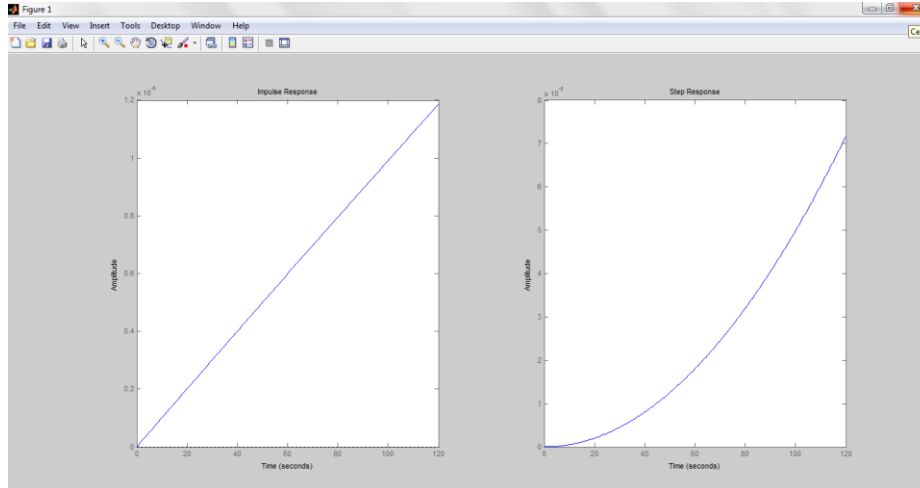 Figure 1
File Edit View Insert Tools Desktop Window Help
Ce
Impulse Response
x 10
1.2
1
0.8
0.6
0.4
0.2
0
0 20 40 60 80 100 120
Amplitude
Time (seconds)
Step Response
x 10
8
7
6
5
4
3
2
1
0
0 20 40 60 80 100 120
Amplitude
Time (seconds)